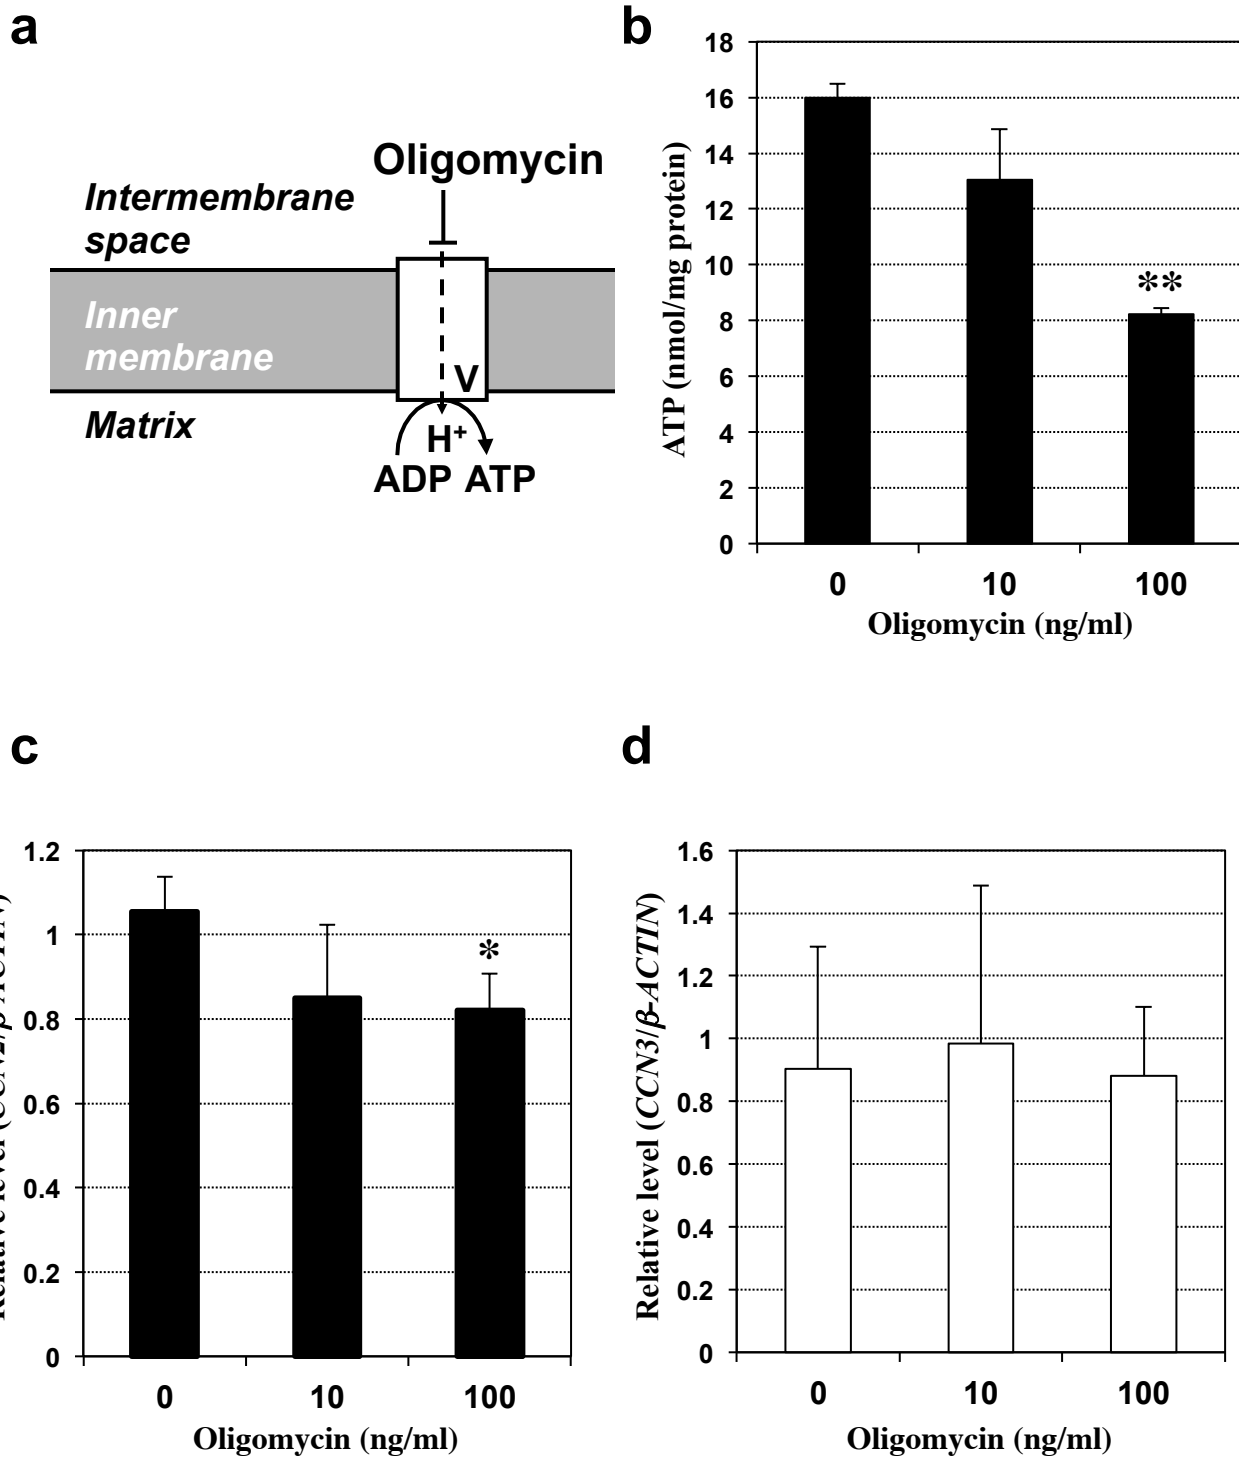 a
Oligomycin
Intermembrane
space
Inner
membrane
V
Matrix
H⁺
ADP ATP
b
ATP (nmol/mg protein)
18
16
14
12
10
8
6
4
2
0
**
0 10 100
Oligomycin (ng/ml)
c
1.2
1
0.8
0.6
0.4
0.2
0
*
0 10 100
Oligomycin (ng/ml)
d
Relative level (CCN3/β-ACTIN)
1.6
1.4
1.2
1
0.8
0.6
0.4
0.2
0
0 10 100
Oligomycin (ng/ml)